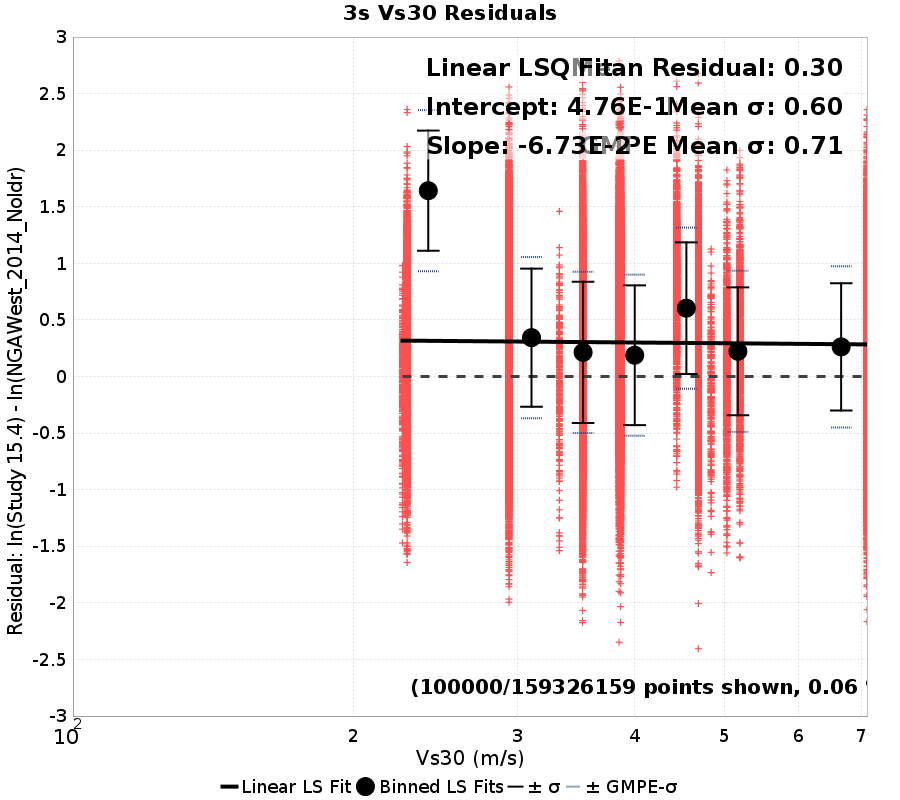 3s Vs30 Residuals
Residual: ln(Study 15.4) - ln(NGAWest_2014_NoIdr)
3
2.5
2
1.5
1
0.5
0
-0.5
-1
-1.5
-2
-2.5
-3
Linear LSQ Fit
Mean Residual: 0.30
Intercept: 4.76E-1
Mean σ: 0.60
Slope: -6.73E-2
GMPE Mean σ: 0.71
(100000/159326159 points shown, 0.06
10²
2
3
4
5
6
7
Vs30 (m/s)
Linear LS Fit
Binned LS Fits
± σ
± GMPE-σ